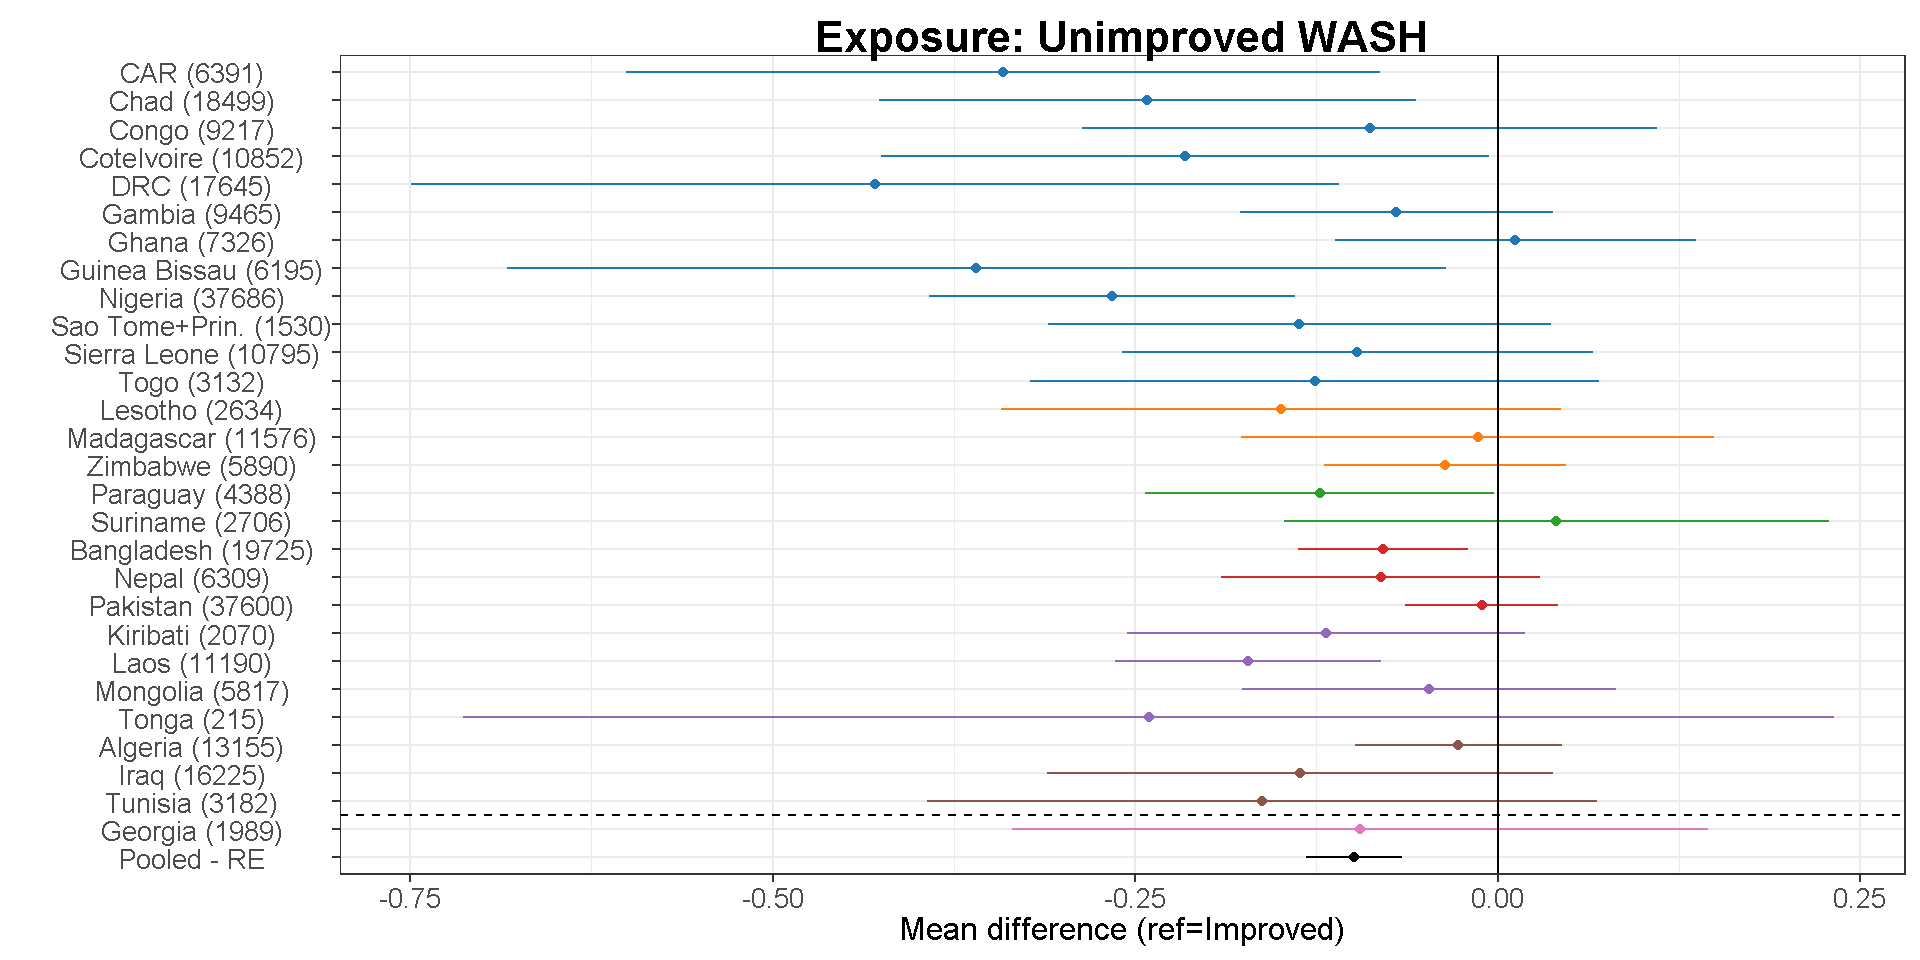 Exposure: Unimproved WASH
CAR (6391)
Chad (18499)
Congo (9217)
CoteIvoire (10852)
DRC (17645)
Gambia (9465)
Ghana (7326)
Guinea Bissau (6195)
Nigeria (37686)
Sao Tome+Prin. (1530)
Sierra Leone (10795)
Togo (3132)
Lesotho (2634)
Madagascar (11576)
Zimbabwe (5890)
Paraguay (4388)
Suriname (2706)
Bangladesh (19725)
Nepal (6309)
Pakistan (37600)
Kiribati (2070)
Laos (11190)
Mongolia (5817)
Tonga (215)
Algeria (13155)
Iraq (16225)
Tunisia (3182)
Georgia (1989)
Pooled - RE
-0.75 -0.50 -0.25 0.00 0.25
Mean difference (ref=Improved)